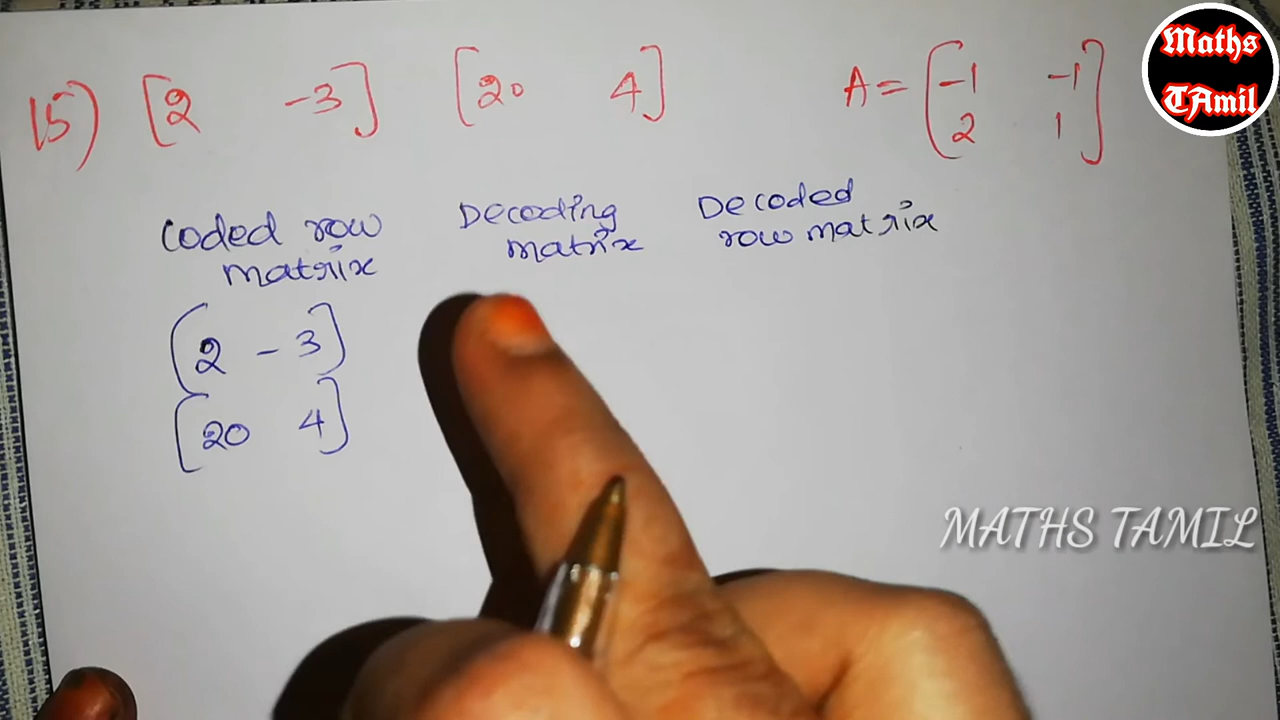 15) [2 -3] [20 4] A = [-1 -1
2 1]
Maths
TAmil
Coded row
matrix
Decoding
matrix
Decoded
row matrix
[2 -3]
[20 4]
MATHS TAMIL